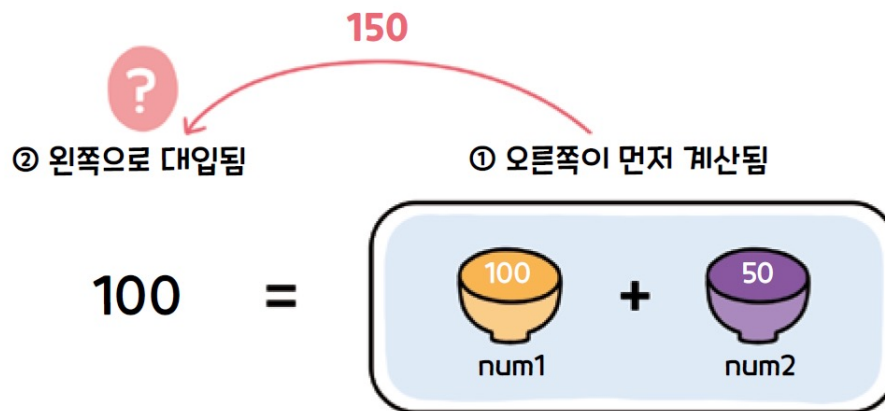 150
?
② 왼쪽으로 대입됨
① 오른쪽이 먼저 계산됨
100 = 100 + 50
num1 num2